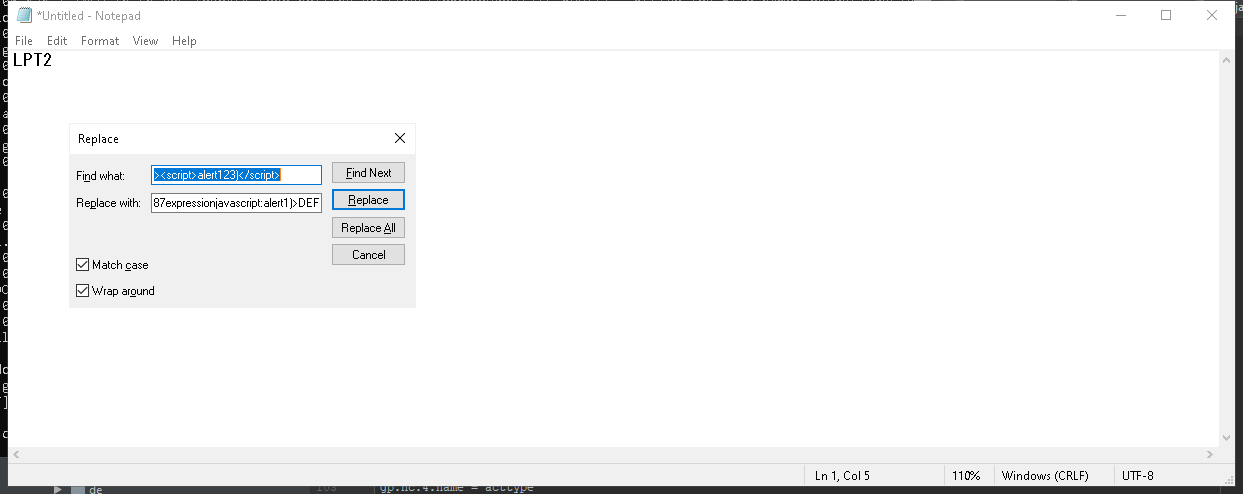 *Untitled - Notepad
File Edit Format View Help
LPT2
Replace
Find what: ><script>alert123)</script> Find Next
Replace with: 87expressionjavascript:alert1)>DEF Replace
Replace All
Cancel
Match case
Wrap around
Ln 1, Col 5 110% Windows (CRLF) UTF-8
de
gp.nc.4.name = acctype